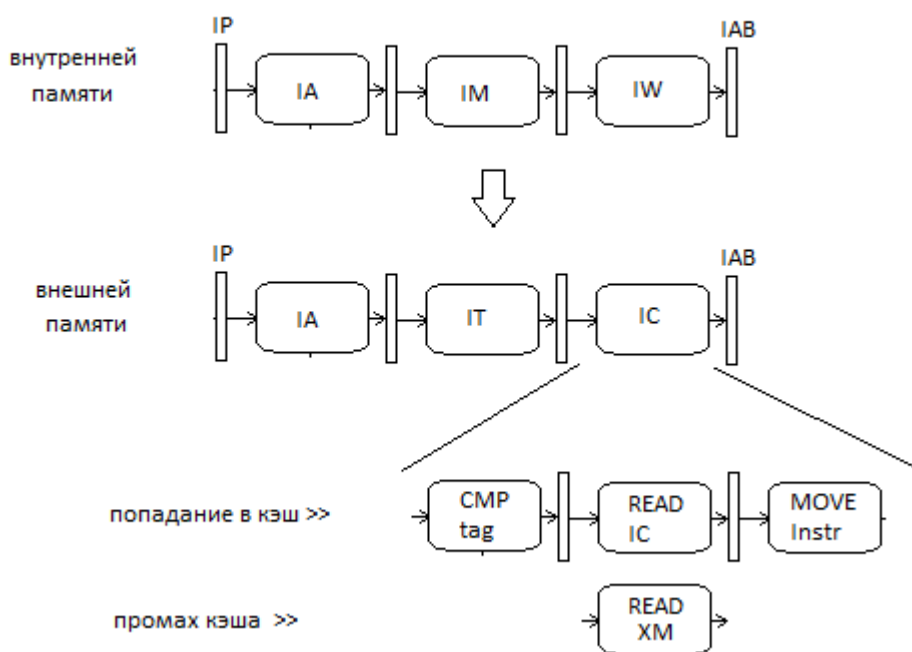 IP
IAB
внутренней
памяти
IA
IM
IW
IP
IAB
внешней
памяти
IA
IT
IC
попадание в кэш >>
CMP
tag
READ
IC
MOVE
Instr
промах кэша >>
READ
XM